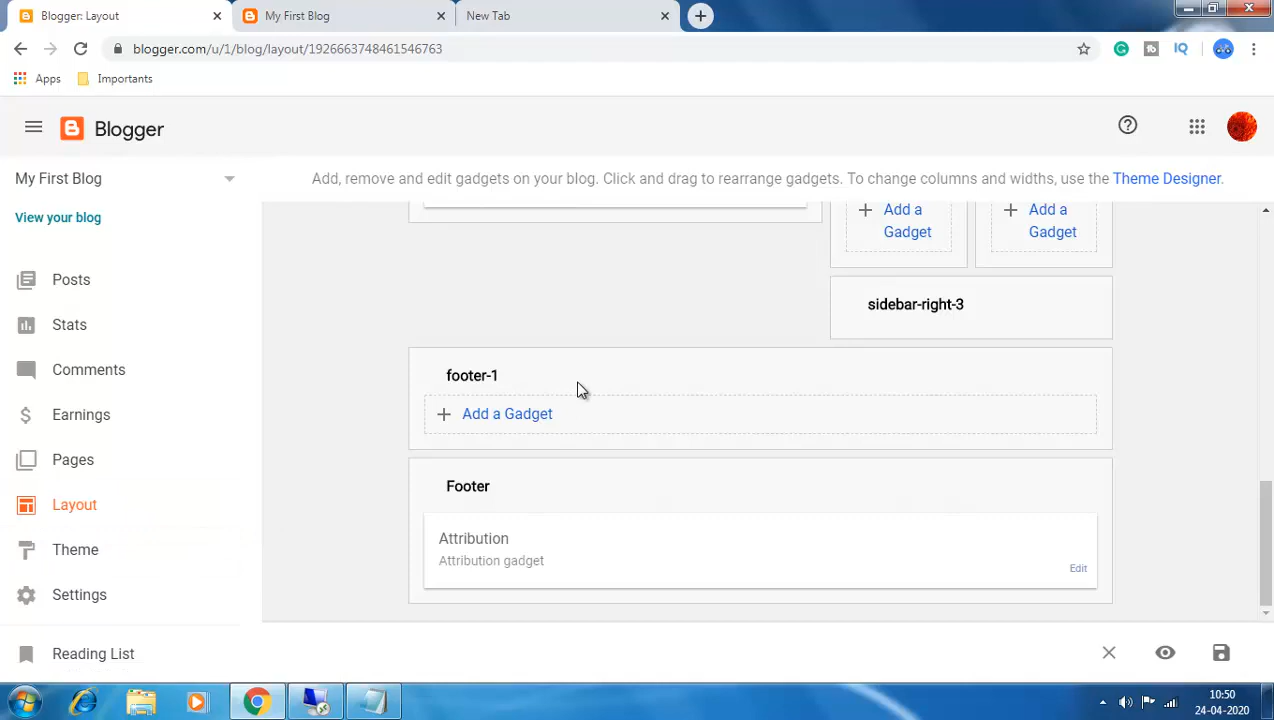 Blogger: Layout
My First Blog
New Tab
blogger.com/u/1/blog/layout/1926663748461546763
IQ
Apps
Importants
Blogger
My First Blog
Add, remove and edit gadgets on your blog. Click and drag to rearrange gadgets. To change columns and widths, use the Theme Designer.
View your blog
Posts
Stats
Comments
Earnings
Pages
Layout
Theme
Settings
Reading List
+ Add a
Gadget
+ Add a
Gadget
sidebar-right-3
footer-1
+ Add a Gadget
Footer
Attribution
Attribution gadget
Edit
10:50
24-04-2020